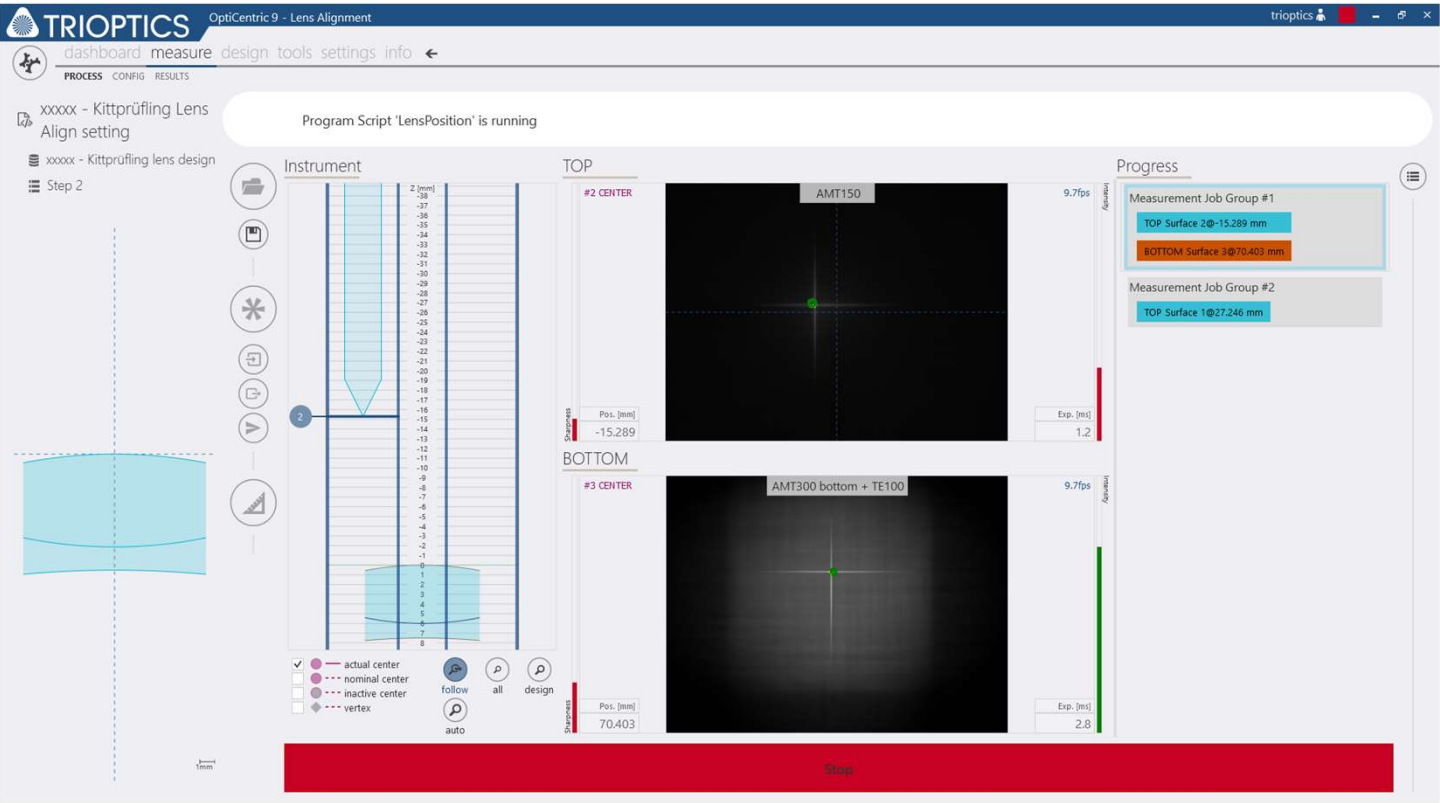 TRIOPTICS
OptiCentric 9 - Lens Alignment
trioptics
dashboard measure design tools settings info
PROCESS CONFIG RESULTS
xxxxx - Kittprüfling Lens
Align setting
xxxxx - Kittprüfling lens design
Step 2
1mm
Program Script 'LensPosition' is running
Instrument
Z [mm]
-38
-37
-36
-35
-34
-33
-32
-31
-30
-29
-28
-27
-26
-25
-24
-23
-22
-21
-20
-19
-18
-17
-16
-15
-14
-13
-12
-11
-10
-9
-8
-7
-6
-5
-4
-3
-2
-1
0
1
2
3
4
5
6
7
8
2
actual center
nominal center
inactive center
vertex
follow
all
design
auto
TOP
#2 CENTER
AMT150
9.7fps
Intensity
Sharpness
Pos. [mm]
-15.289
Exp. [ms]
1.2
BOTTOM
#3 CENTER
AMT300 bottom + TE100
9.7fps
Intensity
Sharpness
Pos. [mm]
70.403
Exp. [ms]
2.8
Progress
Measurement Job Group #1
TOP Surface 2@-15.289 mm
BOTTOM Surface 3@70.403 mm
Measurement Job Group #2
TOP Surface 1@27.246 mm
Stop